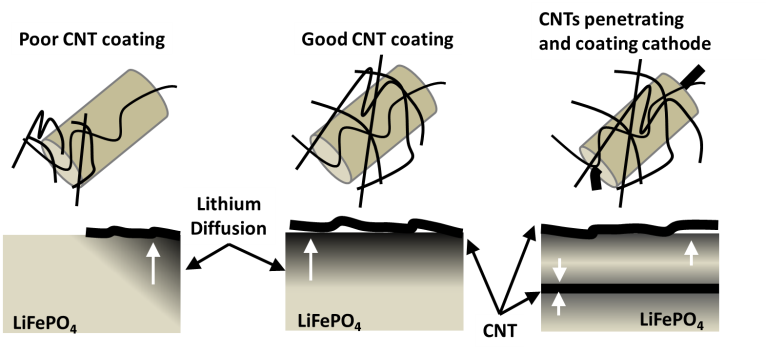 Poor CNT coating
Good CNT coating
CNTs penetrating
and coating cathode
Lithium
Diffusion
LiFePO₄
LiFePO₄
CNT
LiFePO₄